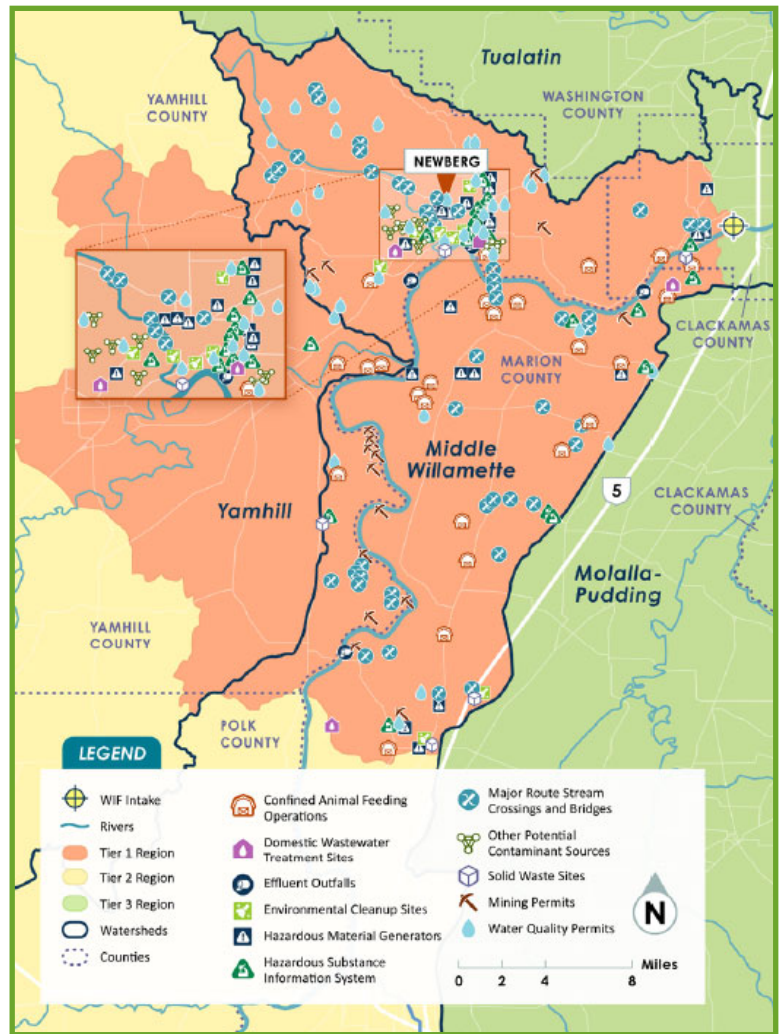 Tualatin
YAMHILL
COUNTY
WASHINGTON
COUNTY
NEWBERG
CLACKAMAS
COUNTY
MARION
COUNTY
Middle
Willamette
Yamhill
5
CLACKAMAS
COUNTY
Molalla-
Pudding
YAMHILL
COUNTY
POLK
COUNTY
LEGEND
WIF Intake
Rivers
Tier 1 Region
Tier 2 Region
Tier 3 Region
Watersheds
Counties
Confined Animal Feeding
Operations
Domestic Wastewater
Treatment Sites
Effluent Outfalls
Environmental Cleanup Sites
Hazardous Material Generators
Hazardous Substance
Information System
Major Route Stream
Crossings and Bridges
Other Potential
Contaminant Sources
Solid Waste Sites
Mining Permits
Water Quality Permits
N
Miles
0 2 4 8